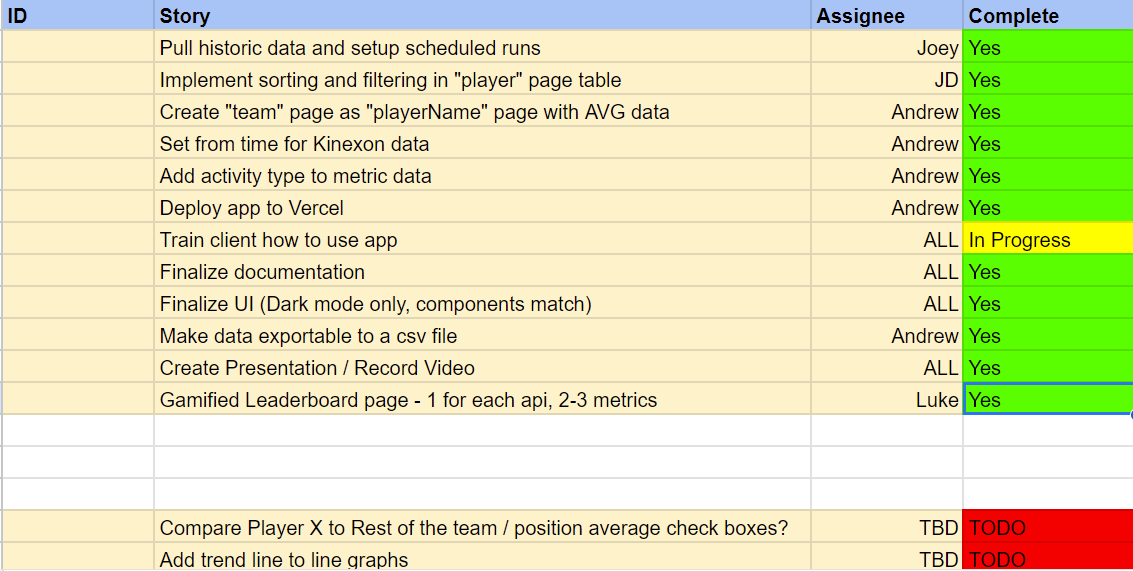 ID Story Assignee Complete
Pull historic data and setup scheduled runs Joey Yes
Implement sorting and filtering in "player" page table JD Yes
Create "team" page as "playerName" page with AVG data Andrew Yes
Set from time for Kinexon data Andrew Yes
Add activity type to metric data Andrew Yes
Deploy app to Vercel Andrew Yes
Train client how to use app ALL In Progress
Finalize documentation ALL Yes
Finalize UI (Dark mode only, components match) ALL Yes
Make data exportable to a csv file Andrew Yes
Create Presentation / Record Video ALL Yes
Gamified Leaderboard page - 1 for each api, 2-3 metrics Luke Yes
Compare Player X to Rest of the team / position average check boxes? TBD TODO
Add trend line to line graphs TBD TODO